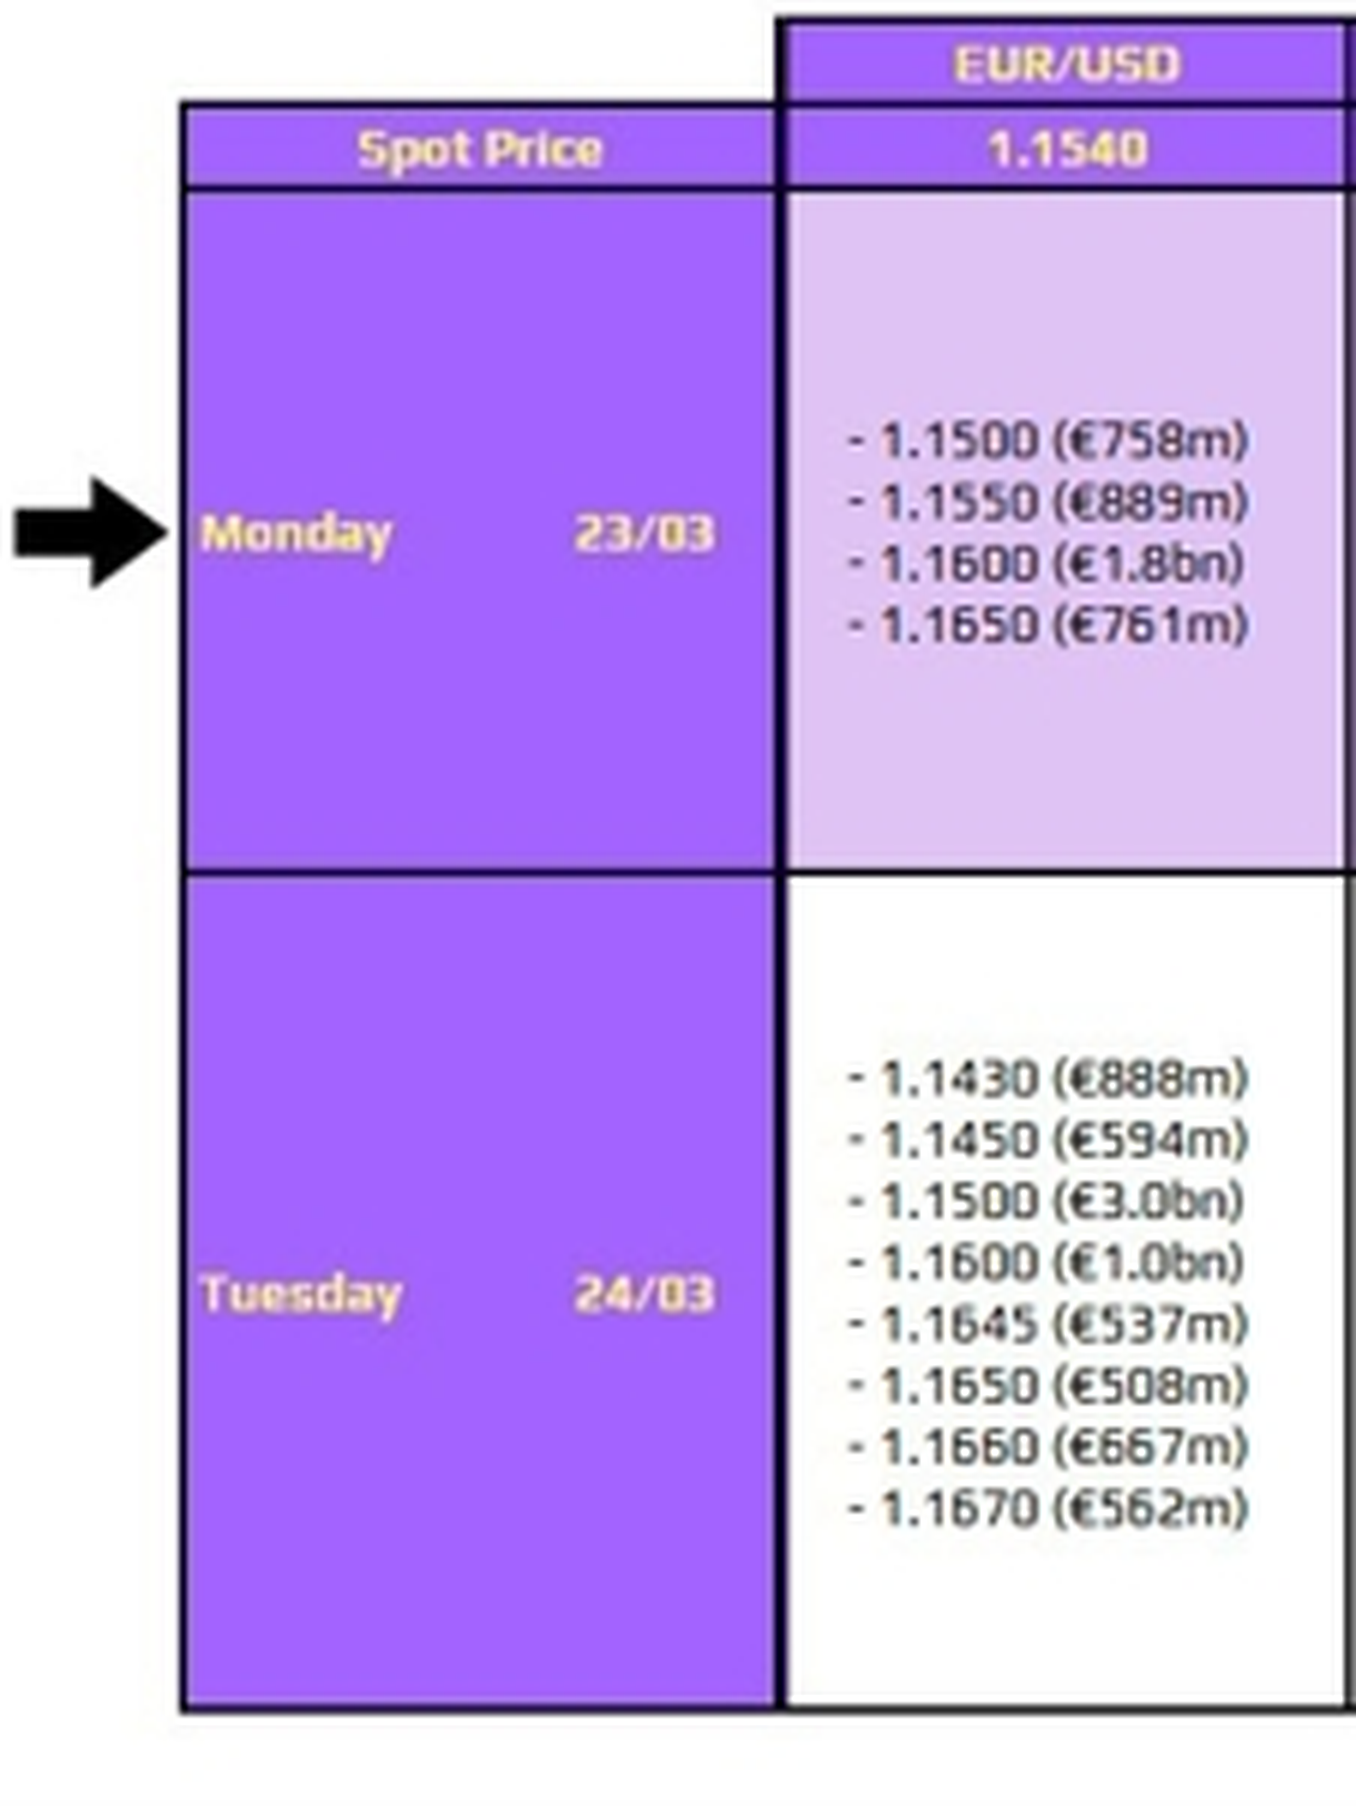 EUR/USD
Spot Price 1.1540
Monday 23/03
- 1.1500 (€758m)
- 1.1550 (€889m)
- 1.1600 (€1.8bn)
- 1.1650 (€761m)
Tuesday 24/03
- 1.1430 (€888m)
- 1.1450 (€594m)
- 1.1500 (€3.0bn)
- 1.1600 (€1.0bn)
- 1.1645 (€537m)
- 1.1650 (€508m)
- 1.1660 (€667m)
- 1.1670 (€562m)